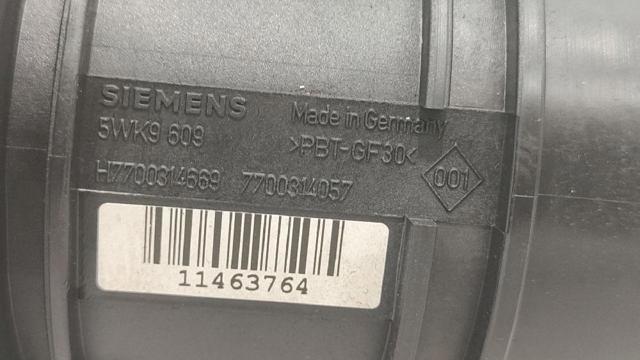 SIEMENS
5WK9 609
Made in Germany
>PBT-GF30<
H7700314669 7700314057
001
11463764